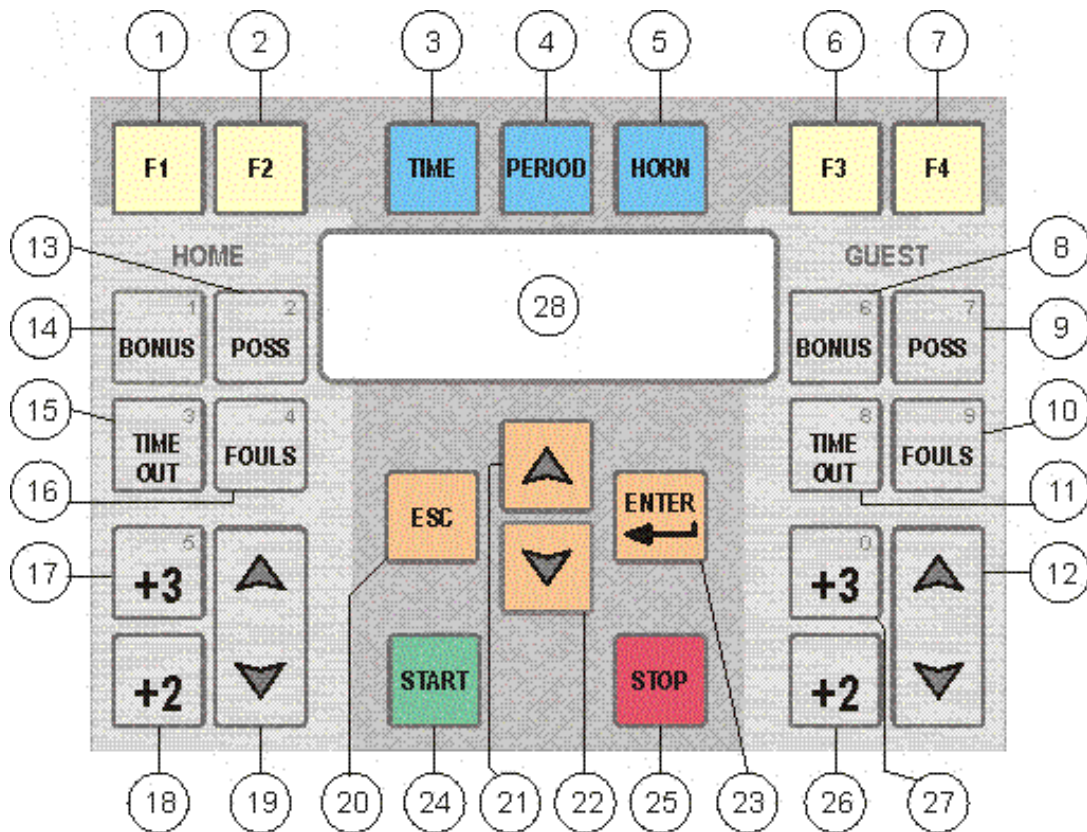 1 2 3 4 5 6 7
F1 F2 TIME PERIOD HORN F3 F4
13 HOME GUEST 8
28
14 1 2 6 7 9
BONUS POSS BONUS POSS
15 3 4 8 9 10
TIME OUT FOULS TIME OUT FOULS
16 ESC ENTER 11
17 5 0 12
+3 +3
+2 START STOP +2
18 19 20 24 21 22 25 23 26 27